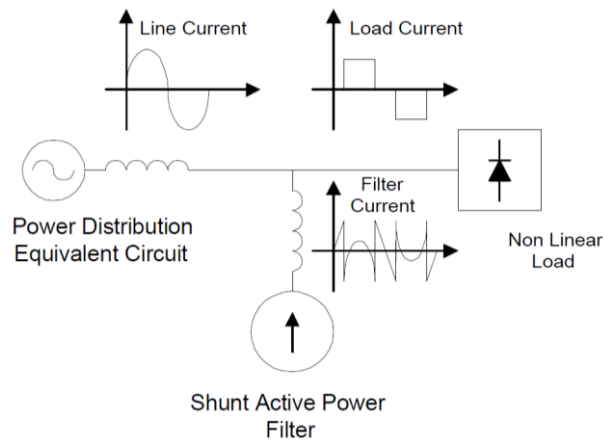 Line Current
Load Current
Filter
Current
Power Distribution
Equivalent Circuit
Non Linear
Load
Shunt Active Power
Filter